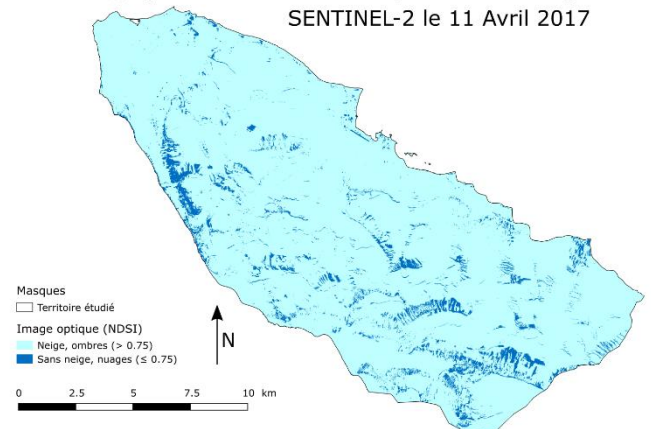 SENTINEL-2 le 11 Avril 2017
Masques
Territoire étudié
Image optique (NDSI)
Neige, ombres (> 0.75)
Sans neige, nuages (≤ 0.75)
N
0 2.5 5 7.5 10 km